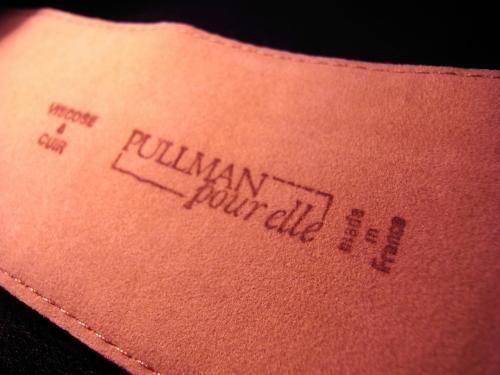 VISCOSE
&
CUIR
PULLMAN
pour elle
made
in
France